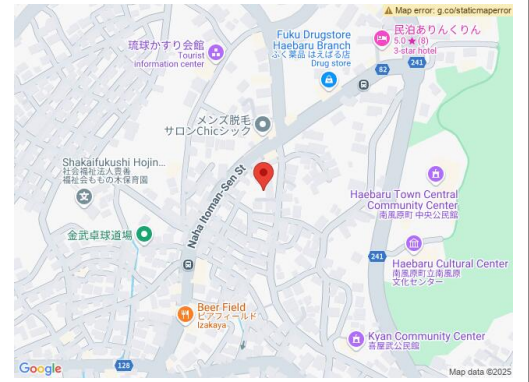 Map error: g.co/staticmaperror
琉球かすり会館
Tourist
information center
Fuku Drugstore
Haebaru Branch
ふく薬品 はえばる店
Drug store
民泊ありんくりん
5.0 ★ (8)
3-star hotel
82
241
メンズ脱毛
サロンChicシック
Shakaifukushi Hojin...
社会福祉法人豊善
福祉会ももの木保育園
Naha Itoman-Sen St
Haebaru Town Central
Community Center
南風原町 中央公民館
金武卓球道場
241
Haebaru Cultural Center
南風原町立南風原
文化センター
Beer Field
ビアフィールド
Izakaya
Kyan Community Center
喜屋武公民館
128
Google
Map data ©2025